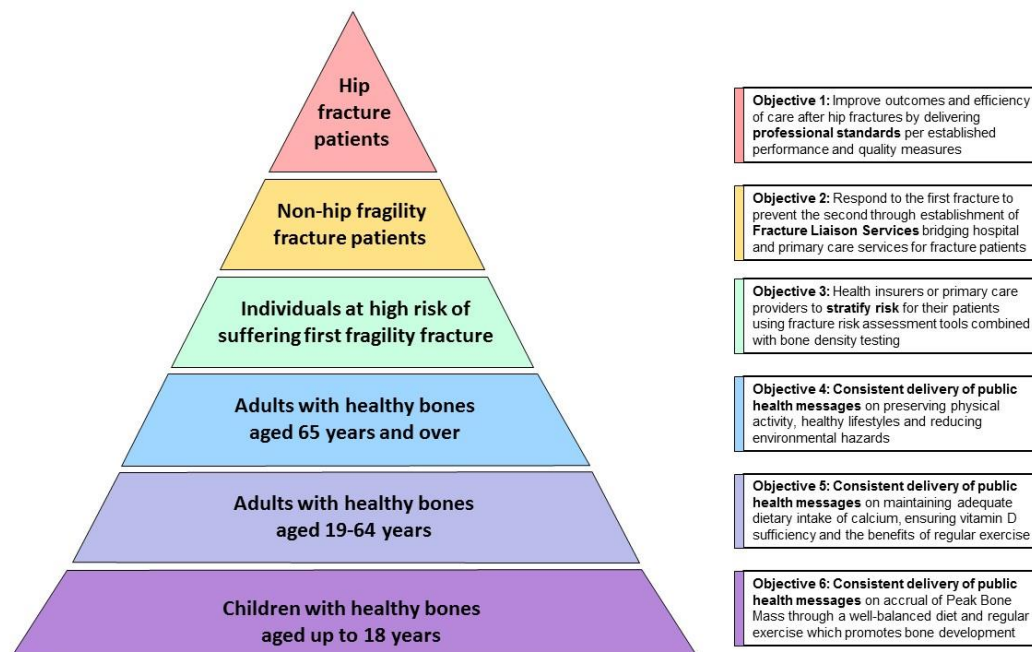 Hip
fracture
patients
Objective 1: Improve outcomes and efficiency
of care after hip fractures by delivering
professional standards per established
performance and quality measures
Non-hip fragility
fracture patients
Objective 2: Respond to the first fracture to
prevent the second through establishment of
Fracture Liaison Services bridging hospital
and primary care services for fracture patients
Individuals at high risk of
suffering first fragility fracture
Objective 3: Health insurers or primary care
providers to stratify risk for their patients
using fracture risk assessment tools combined
with bone density testing
Adults with healthy bones
aged 65 years and over
Objective 4: Consistent delivery of public
health messages on preserving physical
activity, healthy lifestyles and reducing
environmental hazards
Adults with healthy bones
aged 19-64 years
Objective 5: Consistent delivery of public
health messages on maintaining adequate
dietary intake of calcium, ensuring vitamin D
sufficiency and the benefits of regular exercise
Children with healthy bones
aged up to 18 years
Objective 6: Consistent delivery of public
health messages on accrual of Peak Bone
Mass through a well-balanced diet and regular
exercise which promotes bone development